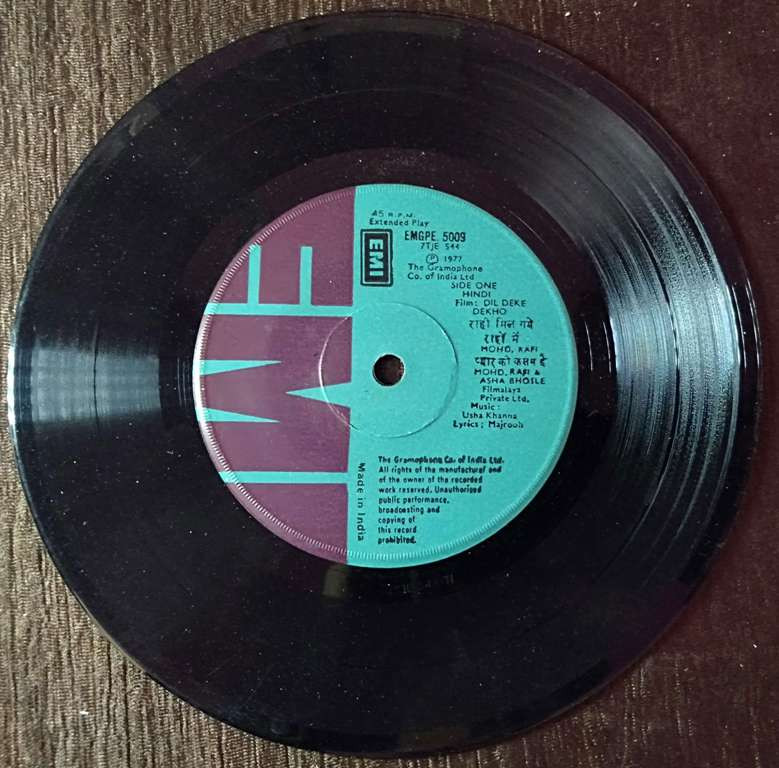 45 R.P.M.
Extended Play
EMI
EMGPE 5009
7TJE 544
Ⓟ 1977
The Gramophone
Co. of India Ltd
SIDE ONE
HINDI
Film: DIL DEKE
DEKHO
राही मिल गये
राहों में
MOHD. RAFI
प्यार को कसम है
MOHD. RAFI &
ASHA BHOSLE
Filmalaya
Private Ltd.
Music:
Usha Khanna
Lyrics; Majrooh
EMI
Made in India
The Gramophone Co. of India Ltd.
All rights of the manufacturer and
of the owner of the recorded
work reserved. Unauthorised
public performance,
broadcasting and
copying of
this record
prohibited.